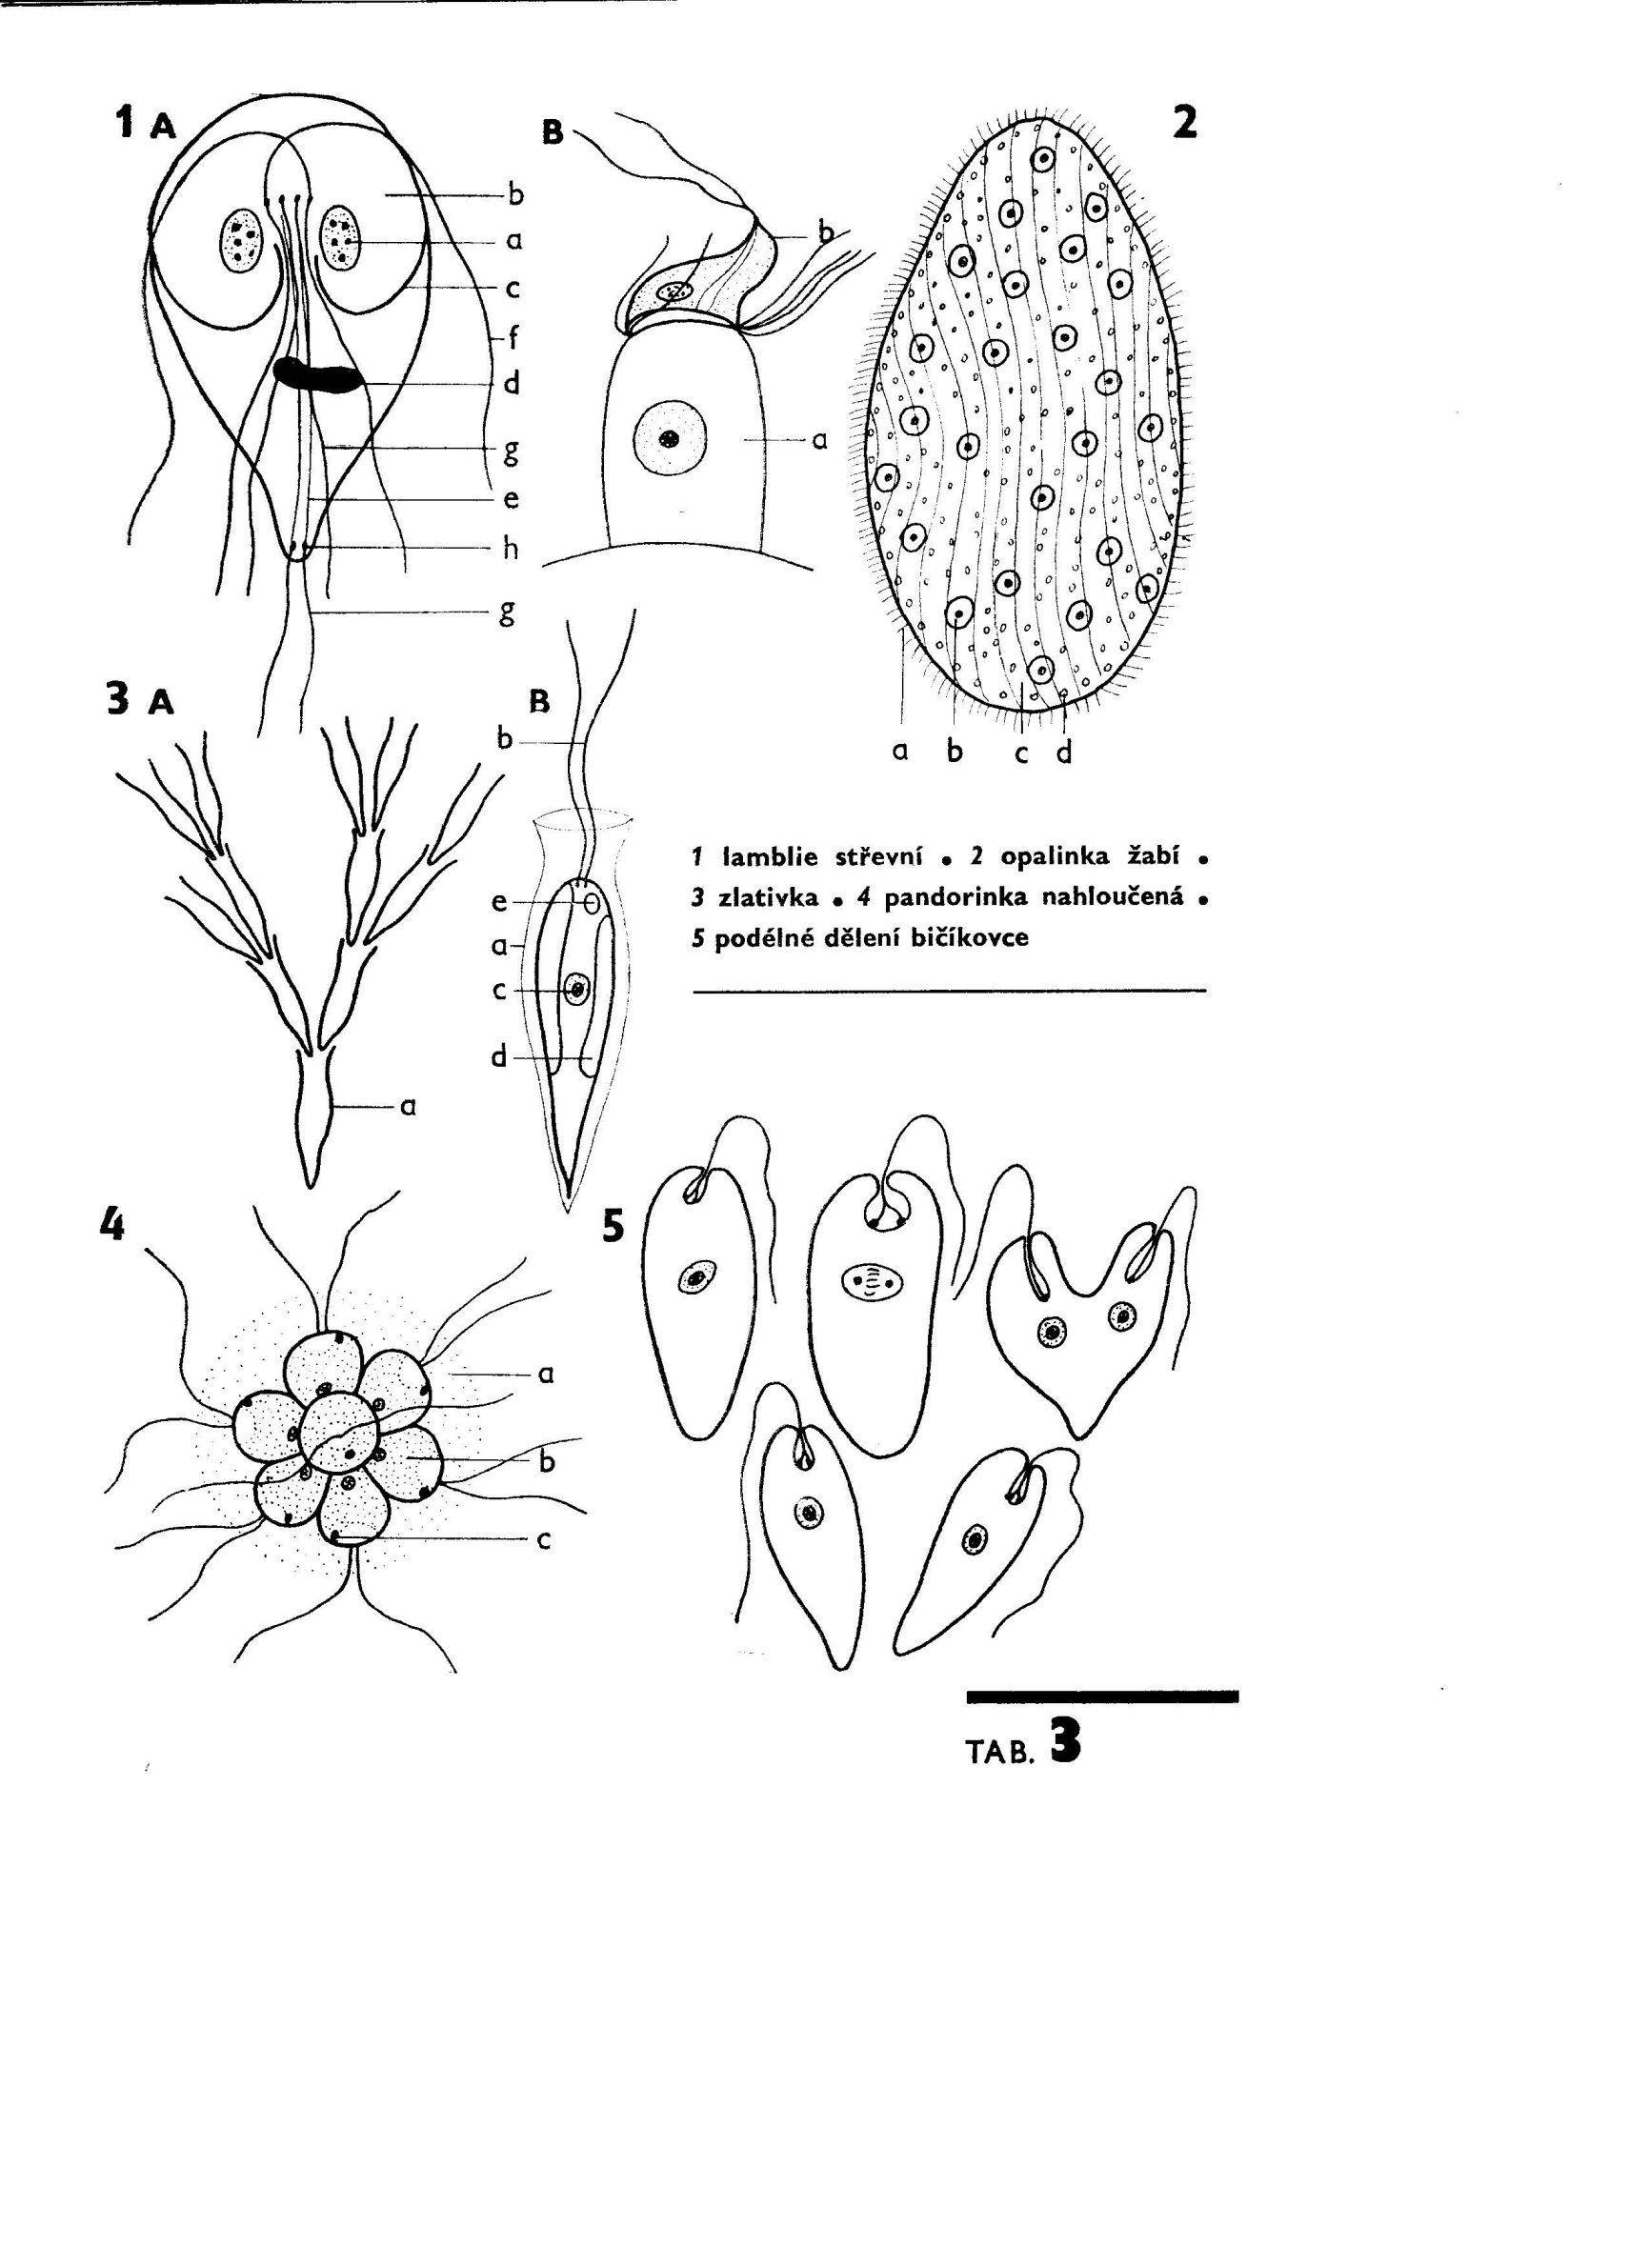 1 A
b
a
c
f
d
g
e
h
g
B
b
a
2
a b c d
3 A
a
B
b
e
a
c
d
1 lamblie střevní • 2 opalinka žabí •
3 zlativka • 4 pandorinka nahloučená •
5 podélné dělení bičíkovce
4
a
b
c
5
TAB. 3